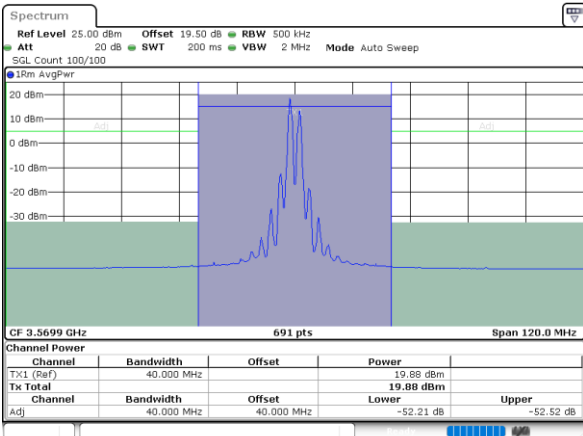 Spectrum
Ref Level 25.00 dBm Offset 19.50 dB RBW 500 kHz
Att 20 dB SWT 200 ms VBW 2 MHz Mode Auto Sweep
SGL Count 100/100
1Rm AvgPwr
20 dBm
10 dBm
Adj Adj
0 dBm
-10 dBm
-20 dBm
-30 dBm
CF 3.5699 GHz 691 pts Span 120.0 MHz
Channel Power
Channel Bandwidth Offset Power
TX1 (Ref) 40.000 MHz 19.88 dBm
Tx Total 19.88 dBm
Channel Bandwidth Offset Lower Upper
Adj 40.000 MHz 40.000 MHz -52.21 dB -52.52 dB
Ready